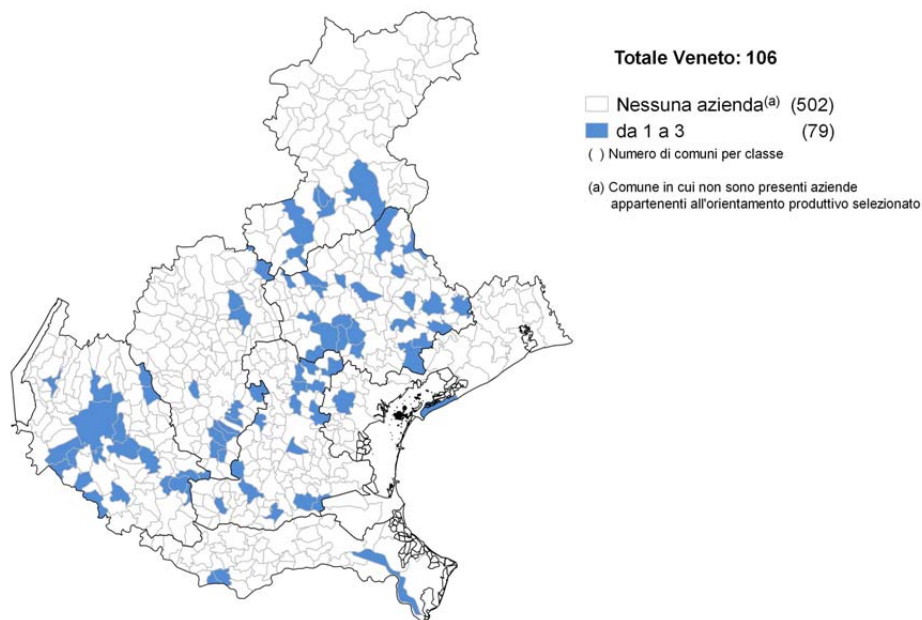 Totale Veneto: 106
Nessuna azienda(a) (502)
da 1 a 3 (79)
( ) Numero di comuni per classe
(a) Comune in cui non sono presenti aziende
appartenenti all'orientamento produttivo selezionato